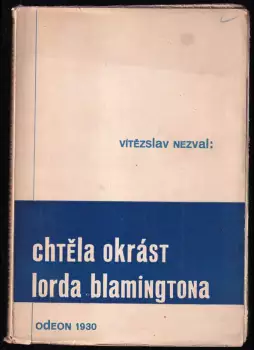 vítězslav nezval:
chtěla okrást
lorda blamingtona
odeon 1930